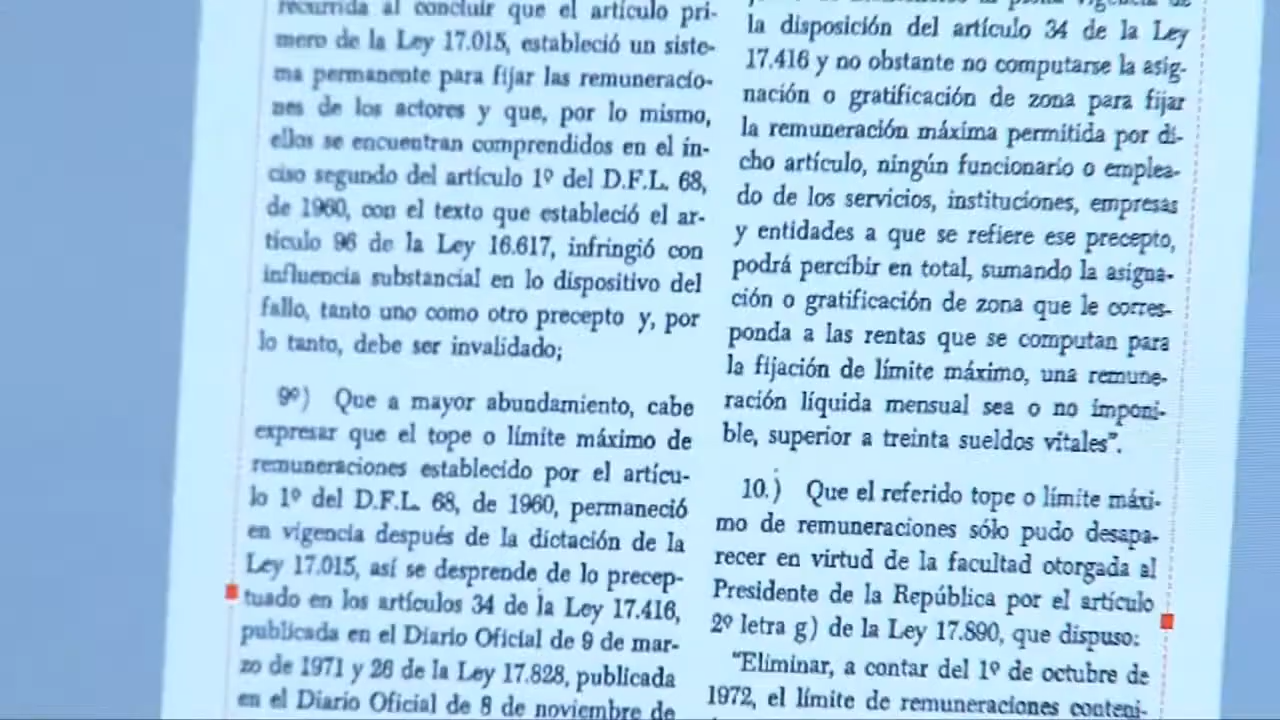 recurrida al concluir que el artículo pri-
mero de la Ley 17.015, estableció un siste-
ma permanente para fijar las remuneracio-
nes de los actores y que, por lo mismo,
ellos se encuentran comprendidos en el in-
ciso segundo del artículo 1º del D.F.L. 68,
de 1960, con el texto que estableció el ar-
tículo 96 de la Ley 16.617, infringió con
influencia substancial en lo dispositivo del
fallo, tanto uno como otro precepto y, por
lo tanto, debe ser invalidado;
9º) Que a mayor abundamiento, cabe
expresar que el tope o límite máximo de
remuneraciones establecido por el artícu-
lo 1º del D.F.L. 68, de 1960, permaneció
en vigencia después de la dictación de la
Ley 17.015, así se desprende de lo precep-
tuado en los artículos 34 de la Ley 17.416,
publicada en el Diario Oficial de 9 de mar-
zo de 1971 y 26 de la Ley 17.828, publicada
en el Diario Oficial de 8 de noviembre de
la disposición del artículo 34 de la Ley
17.416 y no obstante no computarse la asig-
nación o gratificación de zona para fijar
la remuneración máxima permitida por di-
cho artículo, ningún funcionario o emplea-
do de los servicios, instituciones, empresas
y entidades a que se refiere ese precepto,
podrá percibir en total, sumando la asigna-
ción o gratificación de zona que le corres-
ponda a las rentas que se computan para
la fijación de límite máximo, una remune-
ración líquida mensual sea o no imponi-
ble, superior a treinta sueldos vitales".
10.) Que el referido tope o límite máxi-
mo de remuneraciones sólo pudo desapa-
recer en virtud de la facultad otorgada al
Presidente de la República por el artículo
2º letra g) de la Ley 17.890, que dispuso:
"Eliminar, a contar del 1º de octubre de
1972, el límite de remuneraciones conteni-